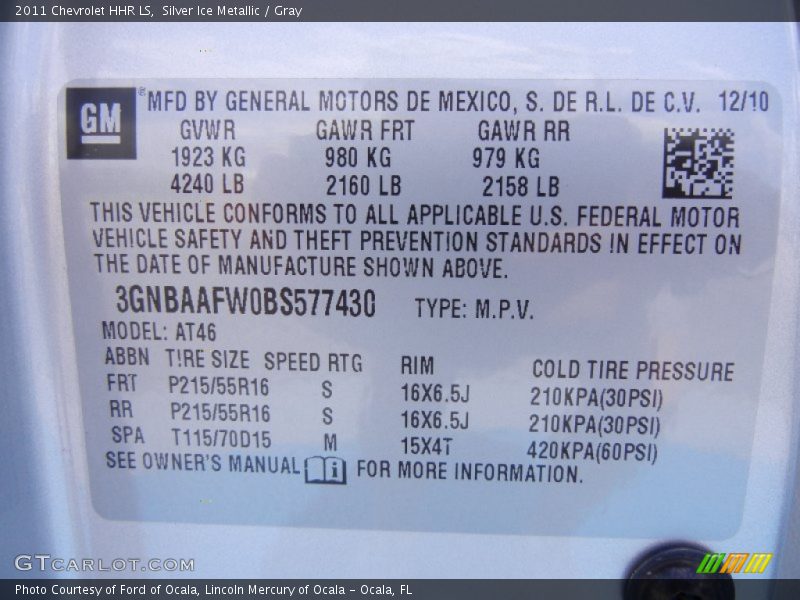 2011 Chevrolet HHR LS, Silver Ice Metallic / Gray
GM® MFD BY GENERAL MOTORS DE MEXICO, S. DE R.L. DE C.V. 12/10
GVWR GAWR FRT GAWR RR
1923 KG 980 KG 979 KG
4240 LB 2160 LB 2158 LB
THIS VEHICLE CONFORMS TO ALL APPLICABLE U.S. FEDERAL MOTOR
VEHICLE SAFETY AND THEFT PREVENTION STANDARDS IN EFFECT ON
THE DATE OF MANUFACTURE SHOWN ABOVE.
3GNBAAFW0BS577430 TYPE: M.P.V.
MODEL: AT46
ABBN TIRE SIZE SPEED RTG RIM COLD TIRE PRESSURE
FRT P215/55R16 S 16X6.5J 210KPA(30PSI)
RR P215/55R16 S 16X6.5J 210KPA(30PSI)
SPA T115/70D15 M 15X4T 420KPA(60PSI)
SEE OWNER'S MANUAL i FOR MORE INFORMATION.
GTCARLOT.COM
Photo Courtesy of Ford of Ocala, Lincoln Mercury of Ocala - Ocala, FL